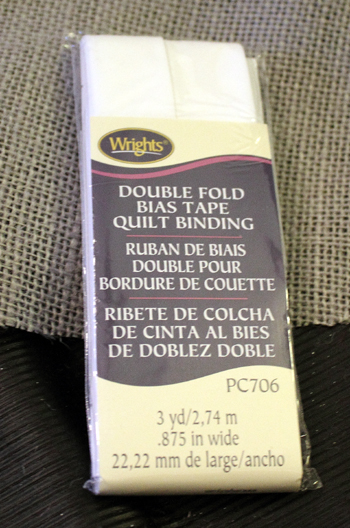 Wrights®
DOUBLE FOLD
BIAS TAPE
QUILT BINDING
RUBAN DE BIAIS
DOUBLE POUR
BORDURE DE COUETTE
RIBETE DE COLCHA
DE CINTA AL BIES
DE DOBLEZ DOBLE
PC706
3 yd/2,74 m
.875 in wide
22,22 mm de large/ancho